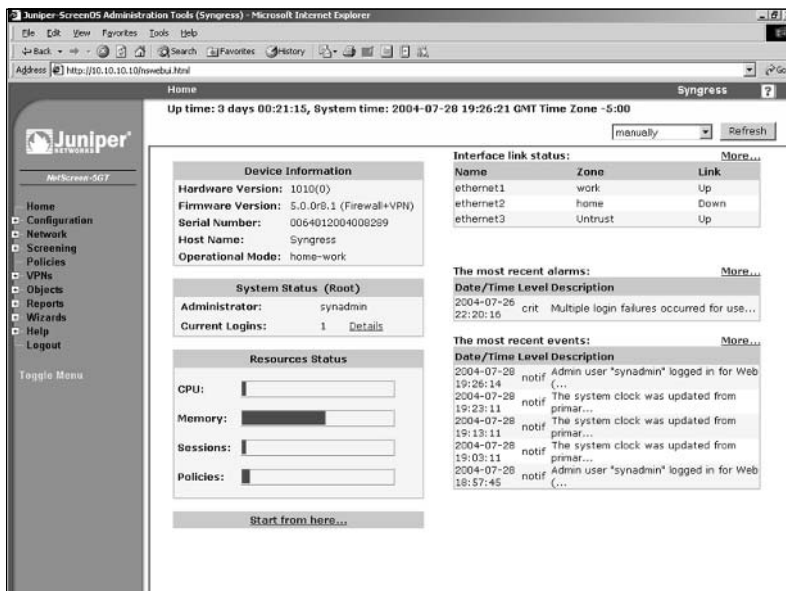 Juniper-ScreenOS Administration Tools (Syngress) - Microsoft Internet Explorer
File Edit View Favorites Tools Help
Back Search Favorites History
Address http://10.10.10.10/nswebui.html Go
Home Syngress ?
Up time: 3 days 00:21:15, System time: 2004-07-28 19:26:21 GMT Time Zone -5:00
manually Refresh
Juniper
NETWORKS
NetScreen-5GT
Home
Configuration
Network
Screening
Policies
VPNs
Objects
Reports
Wizards
Help
Logout
Toggle Menu
Device Information
Hardware Version: 1010(0)
Firmware Version: 5.0.0r8.1 (Firewall+VPN)
Serial Number: 0064012004008289
Host Name: Syngress
Operational Mode: home-work
System Status (Root)
Administrator: synadmin
Current Logins: 1 Details
Resources Status
CPU:
Memory:
Sessions:
Policies:
Start from here...
Interface link status: More...
Name Zone Link
ethernet1 work Up
ethernet2 home Down
ethernet3 Untrust Up
The most recent alarms: More...
Date/Time Level Description
2004-07-26 22:20:16 crit Multiple login failures occurred for use...
The most recent events: More...
Date/Time Level Description
2004-07-28 19:26:14 notif Admin user "synadmin" logged in for Web (...
2004-07-28 19:23:11 notif The system clock was updated from primar...
2004-07-28 19:13:11 notif The system clock was updated from primar...
2004-07-28 19:03:11 notif The system clock was updated from primar...
2004-07-28 18:57:45 notif Admin user "synadmin" logged in for Web (...